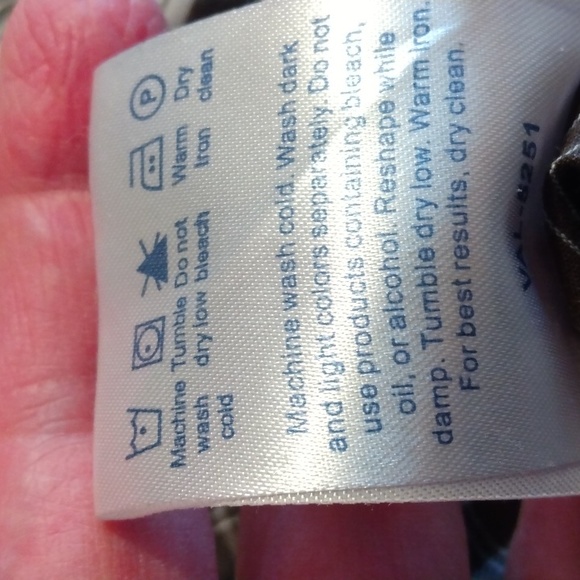 P
Machine Tumble Do not Warm Dry
wash dry low bleach Iron clean
cold
Machine wash cold. Wash dark
and light colors separately. Do not
use products containing bleach,
oil, or alcohol. Reshape while
damp. Tumble dry low. Warm iron.
For best results, dry clean.